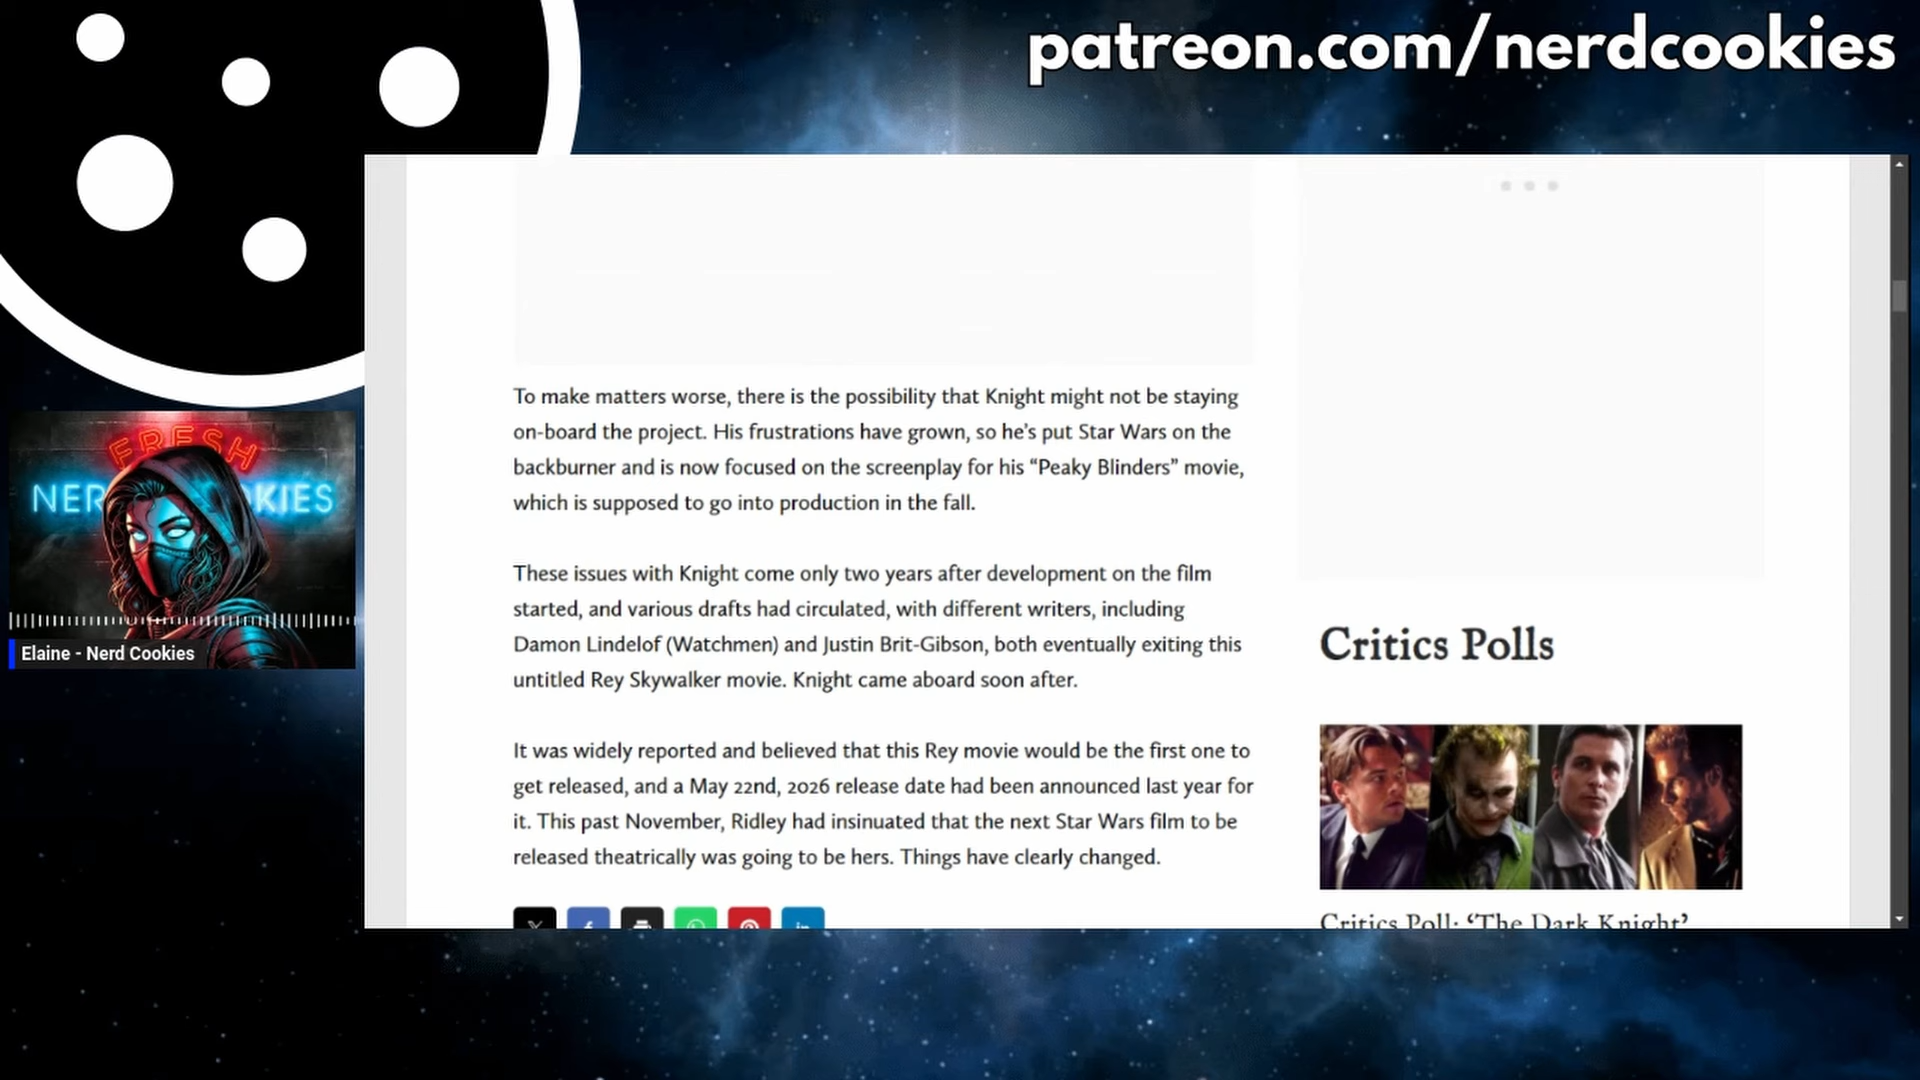 patreon.com/nerdcookies
FRESH
NER KIES
Elaine - Nerd Cookies
To make matters worse, there is the possibility that Knight might not be staying
on-board the project. His frustrations have grown, so he’s put Star Wars on the
backburner and is now focused on the screenplay for his “Peaky Blinders” movie,
which is supposed to go into production in the fall.
These issues with Knight come only two years after development on the film
started, and various drafts had circulated, with different writers, including
Damon Lindelof (Watchmen) and Justin Brit-Gibson, both eventually exiting this
untitled Rey Skywalker movie. Knight came aboard soon after.
It was widely reported and believed that this Rey movie would be the first one to
get released, and a May 22nd, 2026 release date had been announced last year for
it. This past November, Ridley had insinuated that the next Star Wars film to be
released theatrically was going to be hers. Things have clearly changed.
Critics Polls
Critics Poll: ‘The Dark Knight’